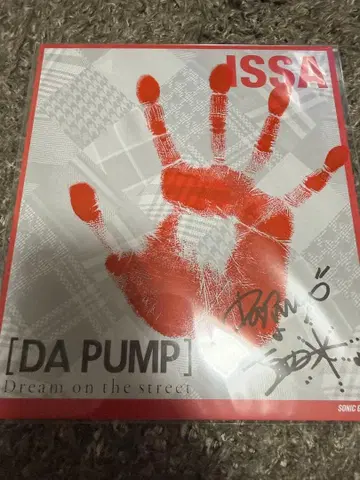 ISSA
[DA PUMP]
Dream on the street
SONIC